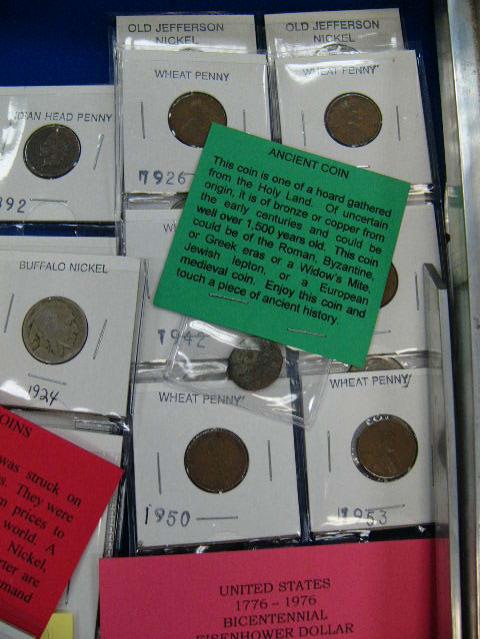 OLD JEFFERSON
NICKEL
OLD JEFFERSON
NICKEL
WHEAT PENNY
1926
WHEAT PENNY
HEAD PENNY
892
ANCIENT COIN
This coin is one of a hoard gathered
from the Holy Land. Of uncertain
origin, it is of bronze or copper from
the early centuries and could be
well over 1,500 years old. This coin
could be of the Roman, Byzantine,
or Greek eras or a Widow's Mite,
Jewish lepton, or a European
medieval coin. Enjoy this coin and
touch a piece of ancient history.
BUFFALO NICKEL
1924
1942
WHEAT PENNY
1950
WHEAT PENNY
1953
COINS
was struck on
They were
prices to
world. A
Nickel,
are
UNITED STATES
1776 - 1976
BICENTENNIAL
EISENHOWER DOLLAR